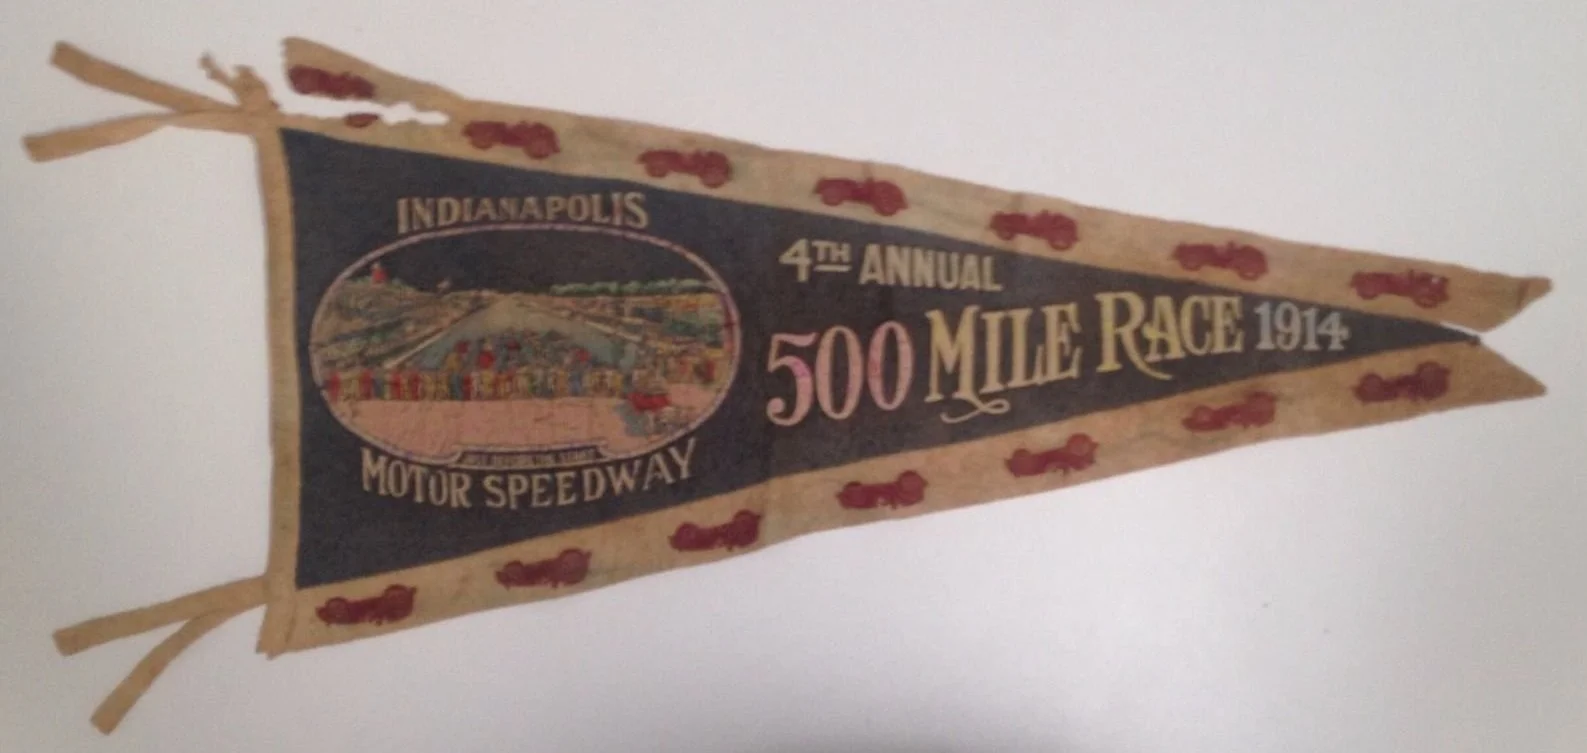 INDIANAPOLIS
MOTOR SPEEDWAY
4TH ANNUAL
500 MILE RACE 1914